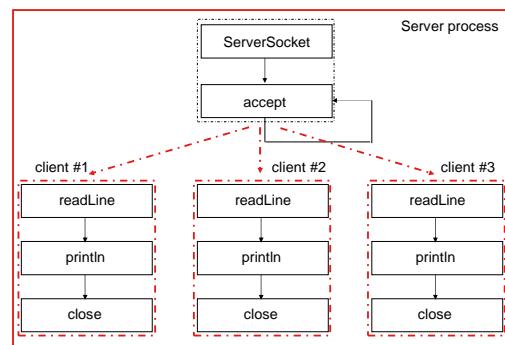 Server process
ServerSocket
accept
client #1
client #2
client #3
readLine
readLine
readLine
println
println
println
close
close
close